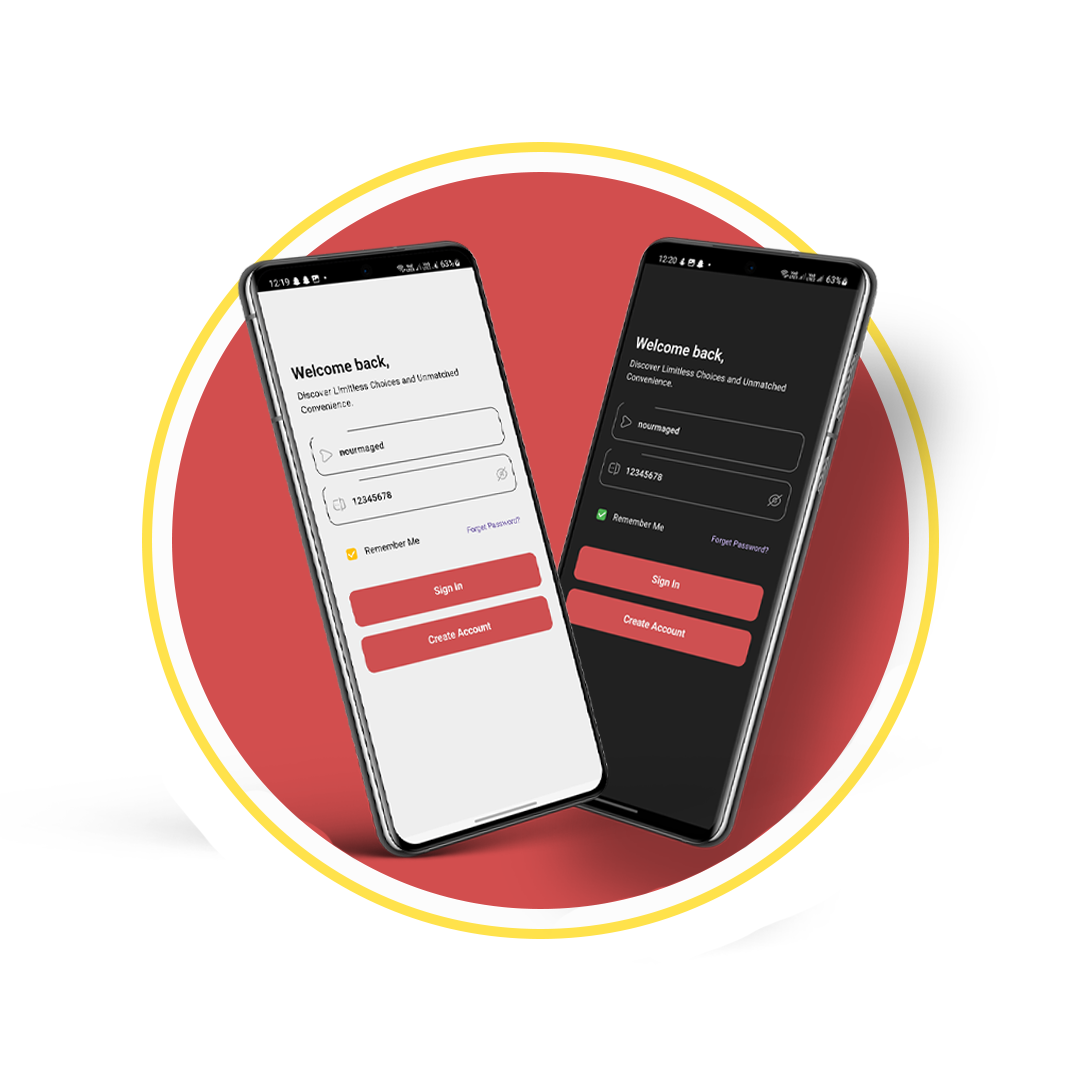 12:19
63%
Welcome back,
Discover Limitless Choices and Unmatched
Convenience.
nourmaged
12345678
Remember Me
Forget Password?
Sign In
Create Account
12:20
63%
Welcome back,
Discover Limitless Choices and Unmatched
Convenience.
nourmaged
12345678
Remember Me
Forget Password?
Sign In
Create Account